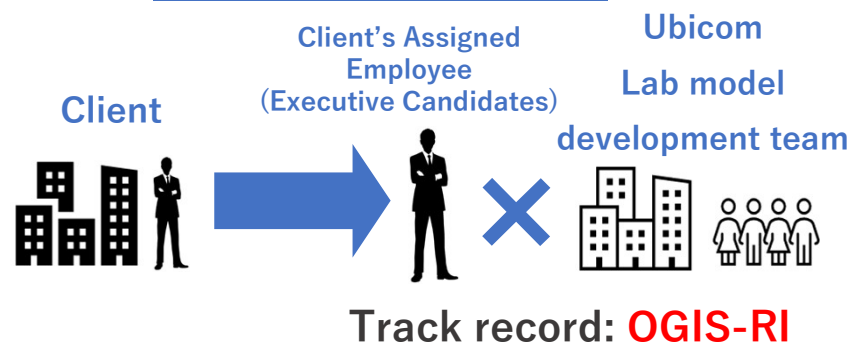 Client
Client's Assigned
Employee
(Executive Candidates)
Ubicom
Lab model
development team
Track record: OGIS-RI